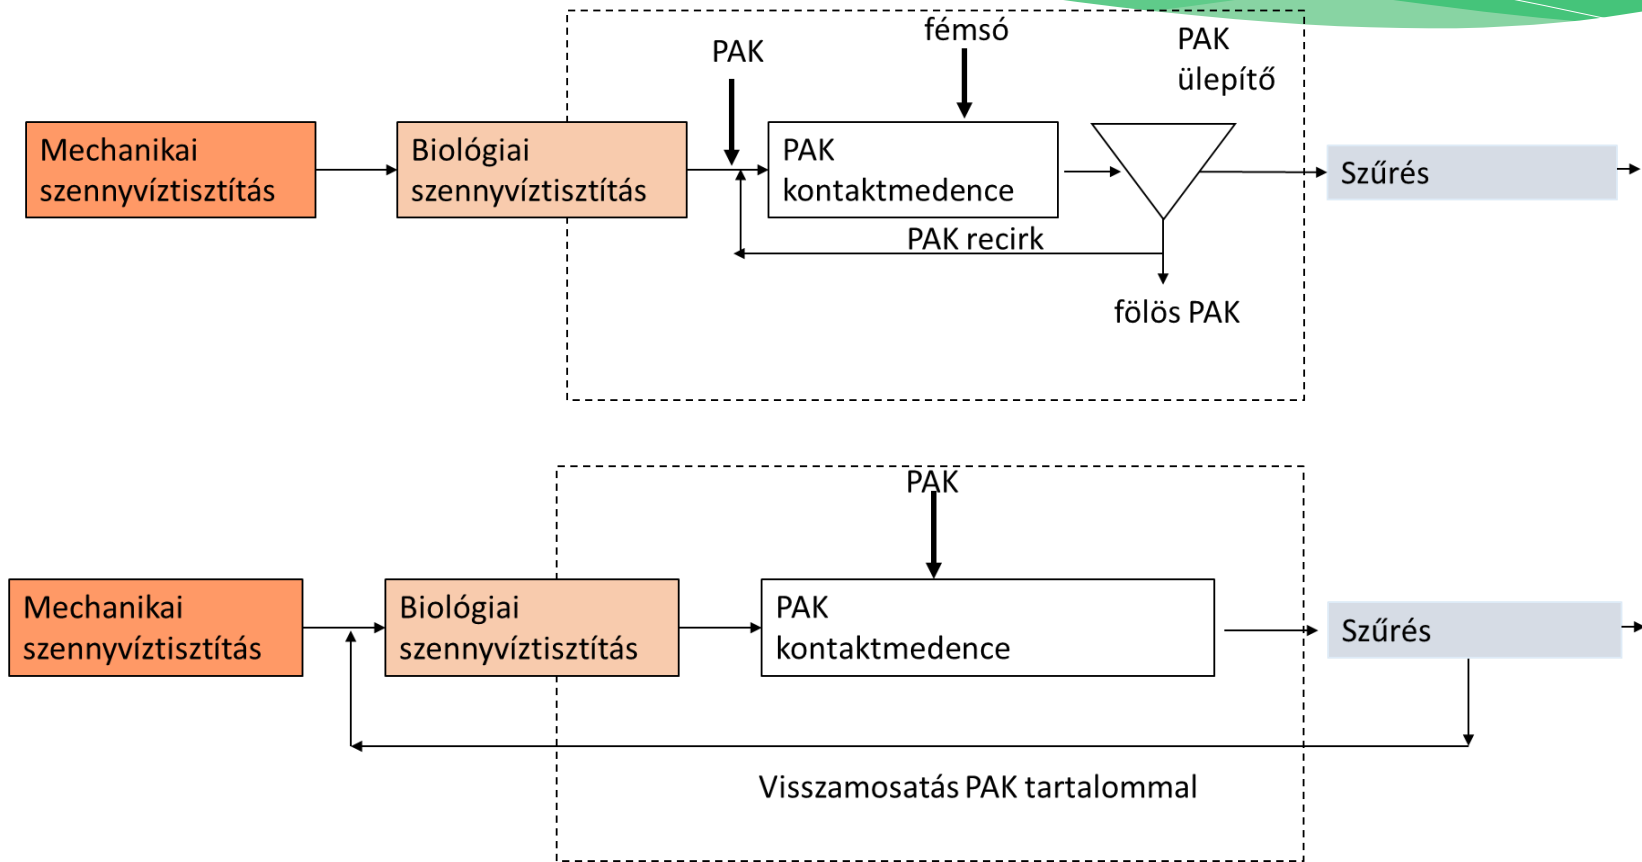 fémsó
PAK
PAK
ülepítő
Mechanikai
szennyvíztisztítás
Biológiai
szennyvíztisztítás
PAK
kontaktmedence
Szűrés
PAK recirk
fölös PAK
PAK
Mechanikai
szennyvíztisztítás
Biológiai
szennyvíztisztítás
PAK
kontaktmedence
Szűrés
Visszamosatás PAK tartalommal